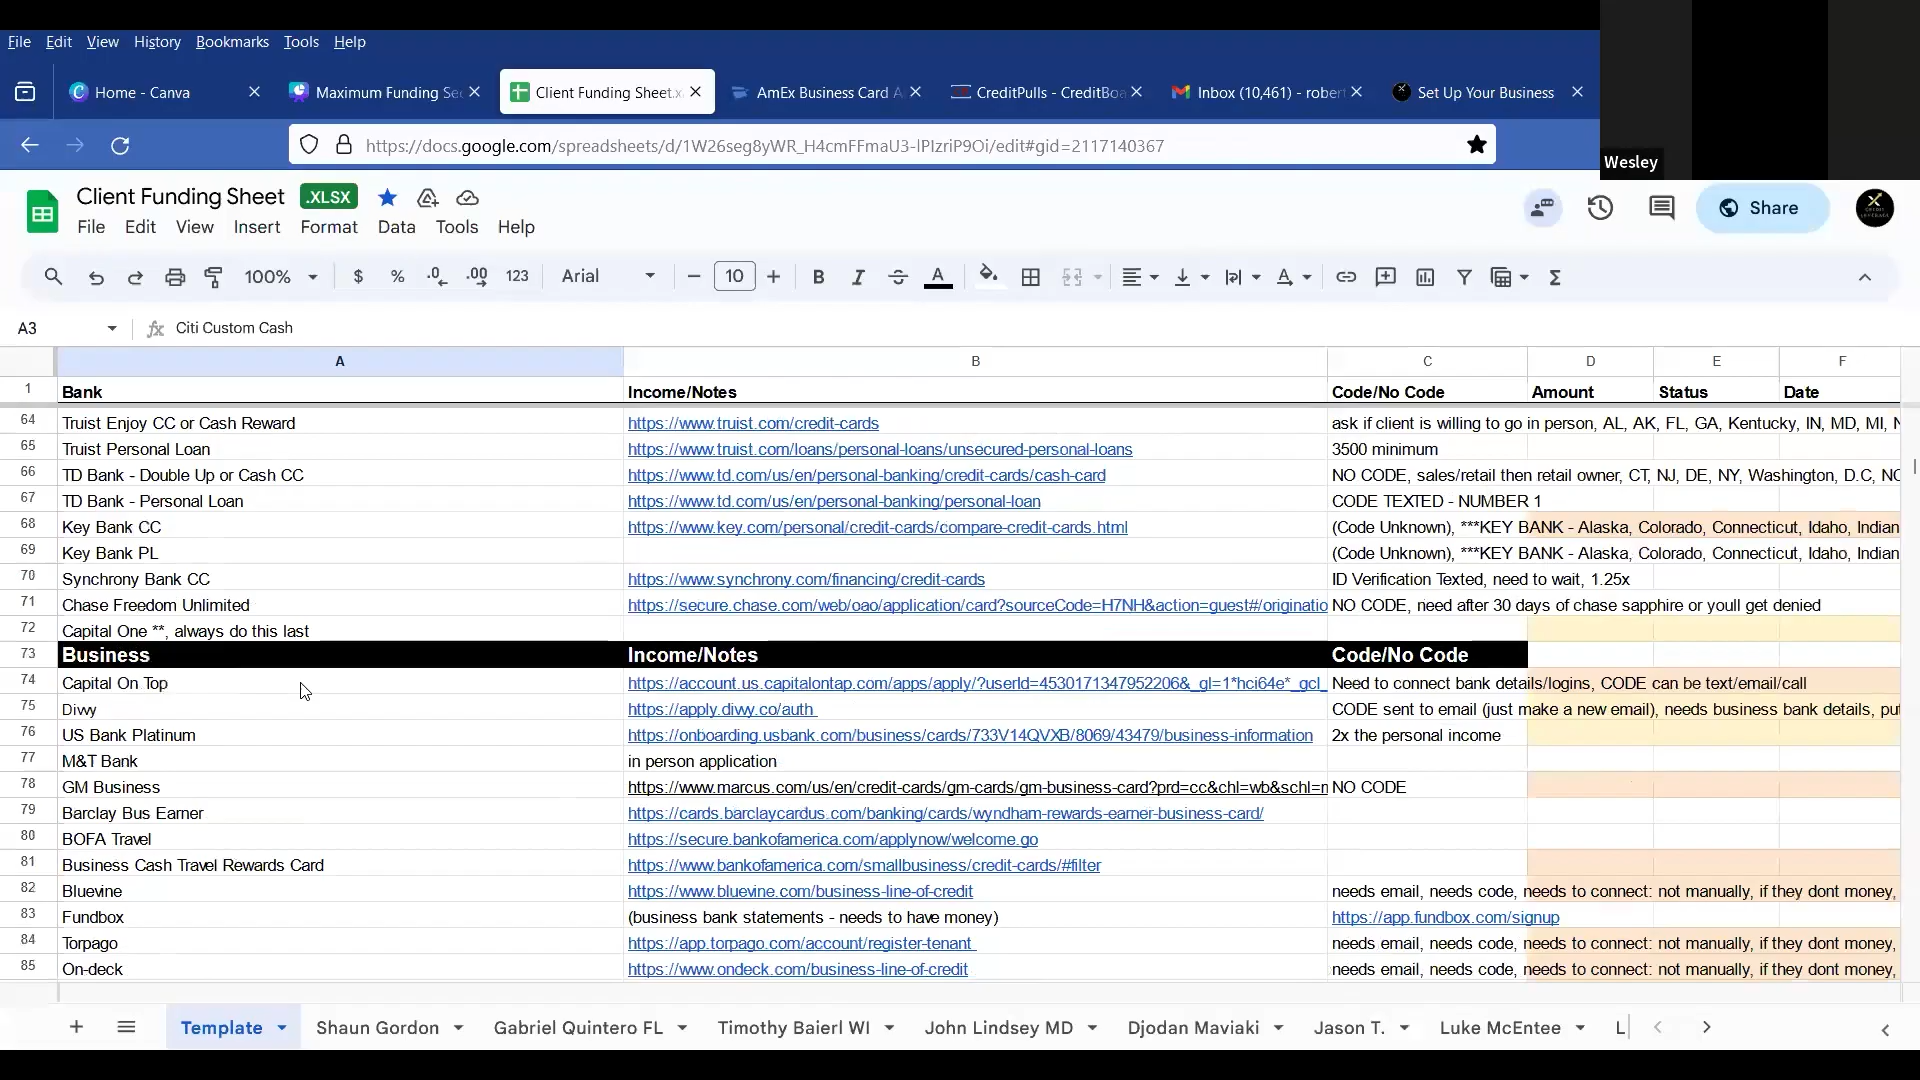 File Edit View History Bookmarks Tools Help
Home - Canva
Maximum Funding Sec
Client Funding Sheet.x
AmEx Business Card A
CreditPulls - CreditBoa
Inbox (10,461) - robert
Set Up Your Business
https://docs.google.com/spreadsheets/d/1W26seg8yWR_H4cmFFmaU3-lPIzriP9Oi/edit#gid=2117140367
Wesley
Client Funding Sheet .XLSX
Share
File Edit View Insert Format Data Tools Help
100% $ % .0 .00 123 Arial 10 B I A
A3 fx Citi Custom Cash
A B C D E F
1 Bank Income/Notes Code/No Code Amount Status Date
64 Truist Enjoy CC or Cash Reward https://www.truist.com/credit-cards ask if client is willing to go in person, AL, AK, FL, GA, Kentucky, IN, MD, MI, N
65 Truist Personal Loan https://www.truist.com/loans/personal-loans/unsecured-personal-loans 3500 minimum
66 TD Bank - Double Up or Cash CC https://www.td.com/us/en/personal-banking/credit-cards/cash-card NO CODE, sales/retail then retail owner, CT, NJ, DE, NY, Washington, D.C, NC
67 TD Bank - Personal Loan https://www.td.com/us/en/personal-banking/personal-loan CODE TEXTED - NUMBER 1
68 Key Bank CC https://www.key.com/personal/credit-cards/compare-credit-cards.html (Code Unknown), ***KEY BANK - Alaska, Colorado, Connecticut, Idaho, Indian
69 Key Bank PL (Code Unknown), ***KEY BANK - Alaska, Colorado, Connecticut, Idaho, Indian
70 Synchrony Bank CC https://www.synchrony.com/financing/credit-cards ID Verification Texted, need to wait, 1.25x
71 Chase Freedom Unlimited https://secure.chase.com/web/oao/application/card?sourceCode=H7NH&action=guest#/originatio NO CODE, need after 30 days of chase sapphire or youll get denied
72 Capital One **, always do this last
73 Business Income/Notes Code/No Code
74 Capital On Top https://account.us.capitalontap.com/apps/apply/?userId=4530171347952206&_gl=1*hci64e*_gcl_ Need to connect bank details/logins, CODE can be text/email/call
75 Divvy https://apply.divvy.co/auth CODE sent to email (just make a new email), needs business bank details, put
76 US Bank Platinum https://onboarding.usbank.com/business/cards/733V14QVXB/8069/43479/business-information 2x the personal income
77 M&T Bank in person application
78 GM Business https://www.marcus.com/us/en/credit-cards/gm-cards/gm-business-card?prd=cc&chl=wb&schl=n NO CODE
79 Barclay Bus Earner https://cards.barclaycardus.com/banking/cards/wyndham-rewards-earner-business-card/
80 BOFA Travel https://secure.bankofamerica.com/applynow/welcome.go
81 Business Cash Travel Rewards Card https://www.bankofamerica.com/smallbusiness/credit-cards/#filter
82 Bluevine https://www.bluevine.com/business-line-of-credit needs email, needs code, needs to connect: not manually, if they dont money,
83 Fundbox (business bank statements - needs to have money) https://app.fundbox.com/signup
84 Torpago https://app.torpago.com/account/register-tenant needs email, needs code, needs to connect: not manually, if they dont money,
85 On-deck https://www.ondeck.com/business-line-of-credit needs email, needs code, needs to connect: not manually, if they dont money,
Template Shaun Gordon Gabriel Quintero FL Timothy Baierl WI John Lindsey MD Djodan Maviaki Jason T. Luke McEntee L